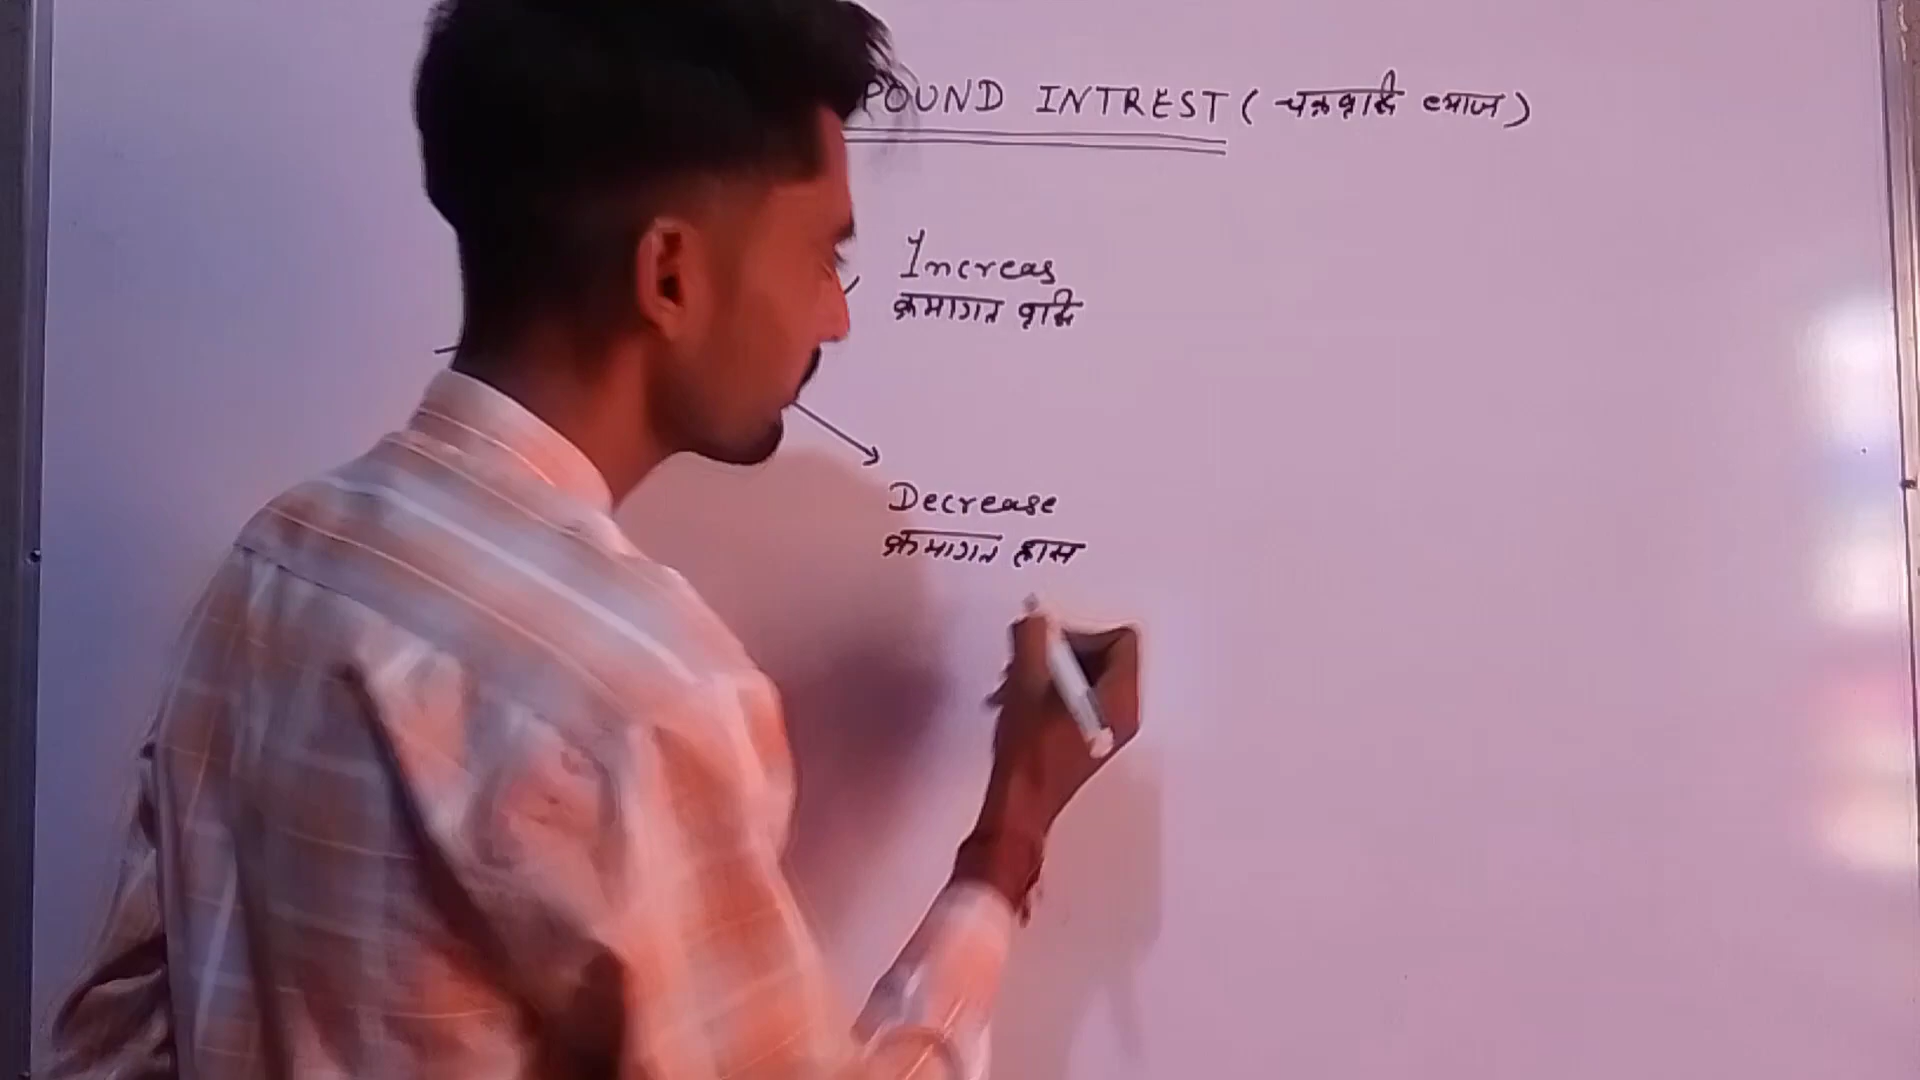 POUND INTREST ( चक्रवृद्धि ब्याज )
Increas
क्रमागत वृद्धि
Decrease
क्रमागत ह्रास